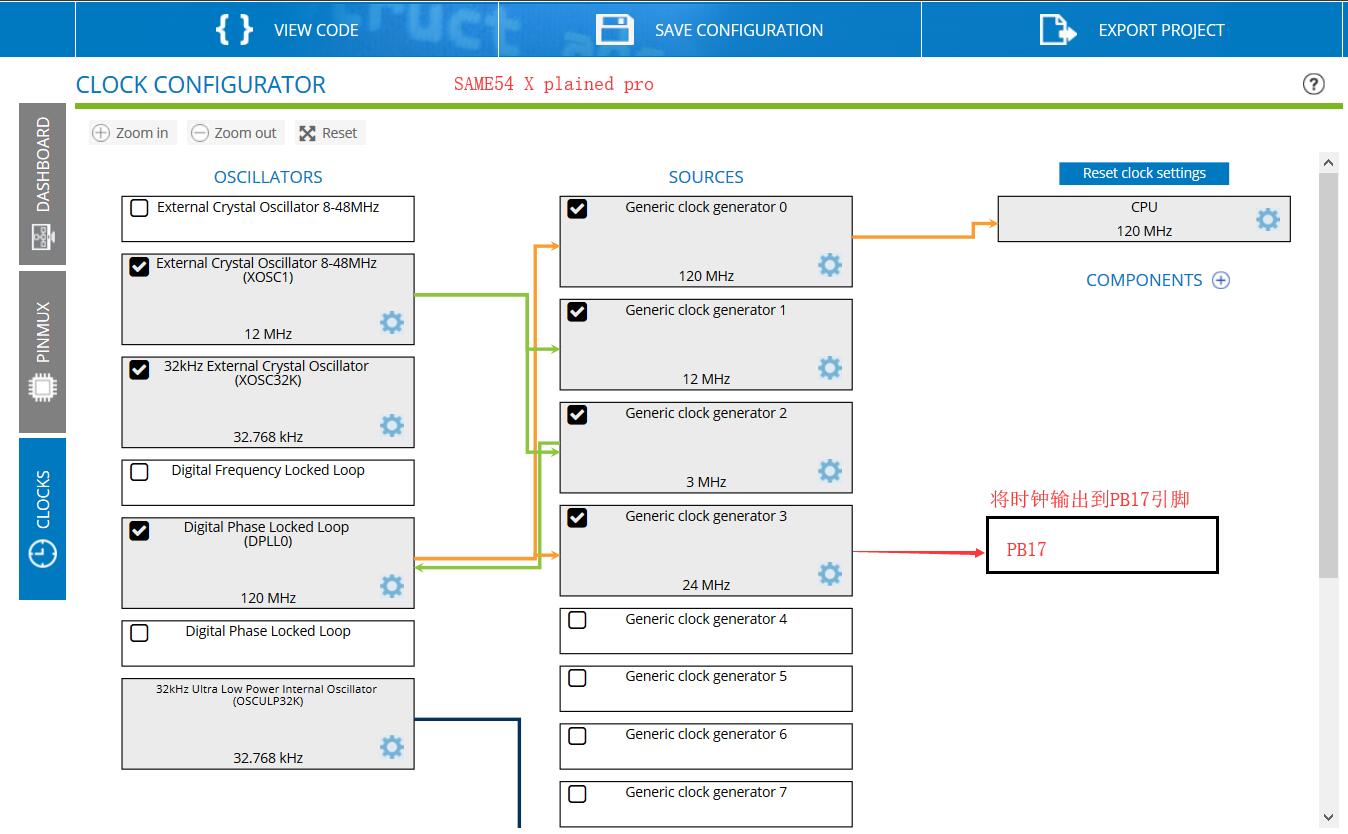 VIEW CODE
SAVE CONFIGURATION
EXPORT PROJECT
CLOCK CONFIGURATOR
SAME54 X plained pro
?
DASHBOARD
PINMUX
CLOCKS
Zoom in
Zoom out
Reset
OSCILLATORS
External Crystal Oscillator 8-48MHz
External Crystal Oscillator 8-48MHz
(XOSC1)
12 MHz
32kHz External Crystal Oscillator
(XOSC32K)
32.768 kHz
Digital Frequency Locked Loop
Digital Phase Locked Loop
(DPLL0)
120 MHz
Digital Phase Locked Loop
32kHz Ultra Low Power Internal Oscillator
(OSCULP32K)
32.768 kHz
SOURCES
Generic clock generator 0
120 MHz
Generic clock generator 1
12 MHz
Generic clock generator 2
3 MHz
Generic clock generator 3
24 MHz
Generic clock generator 4
Generic clock generator 5
Generic clock generator 6
Generic clock generator 7
Reset clock settings
CPU
120 MHz
COMPONENTS
将时钟输出到PB17引脚
PB17